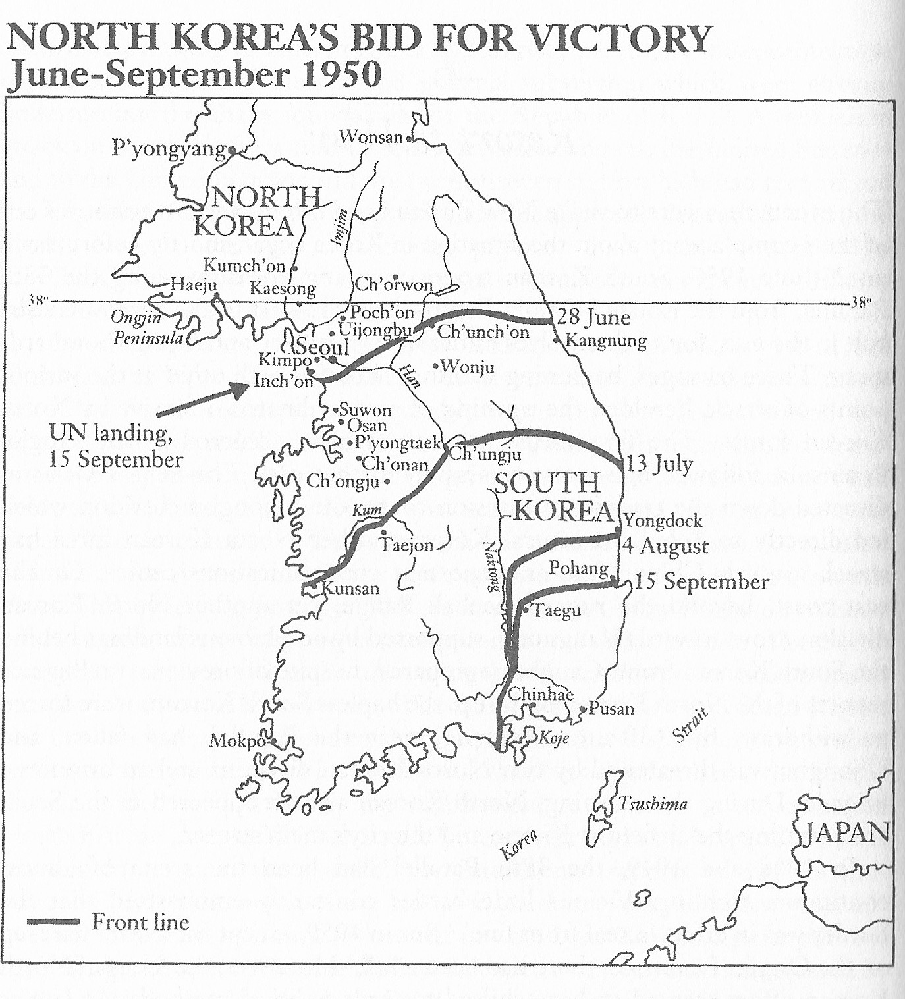 NORTH KOREA'S BID FOR VICTORY
June-September 1950
Wonsan
P'yongyang
NORTH
KOREA
Imjim
Kumch'on
Haeju
Kaesong
Ch'orwon
38°
38°
Ongjin
Peninsula
Poch'on
Uijongbu
28 June
Ch'unch'on
Kangnung
Seoul
Kimpo
Inch'on
Han
Wonju
UN landing,
15 September
Suwon
Osan
P'yongtaek
Ch'onan
Ch'ongju
Ch'ungju
13 July
SOUTH
KOREA
Kum
Taejon
Yongdock
4 August
Naktong
Pohang
15 September
Kunsan
Taegu
Chinhae
Pusan
Koje
Mokpo
Korea
Strait
Tsushima
JAPAN
Front line